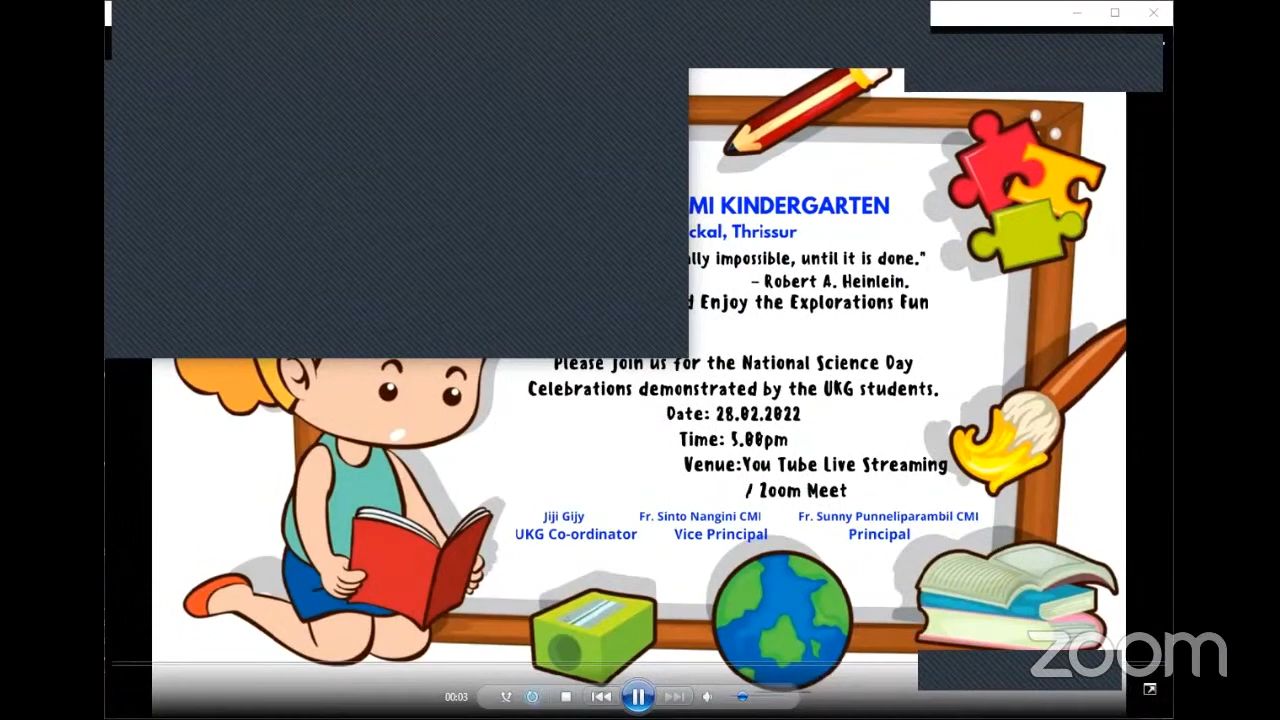 MI KINDERGARTEN
ckal, Thrissur
lly impossible, until it is done."
– Robert A. Heinlein.
d Enjoy the Explorations Fun
Please join us for the National Science Day
Celebrations demonstrated by the UKG students.
Date: 28.02.2022
Time: 5.00pm
Venue:You Tube Live Streaming
/ Zoom Meet
Jiji Gijy Fr. Sinto Nangini CMI Fr. Sunny Punneliparambil CMI
UKG Co-ordinator Vice Principal Principal
zoom
00:03